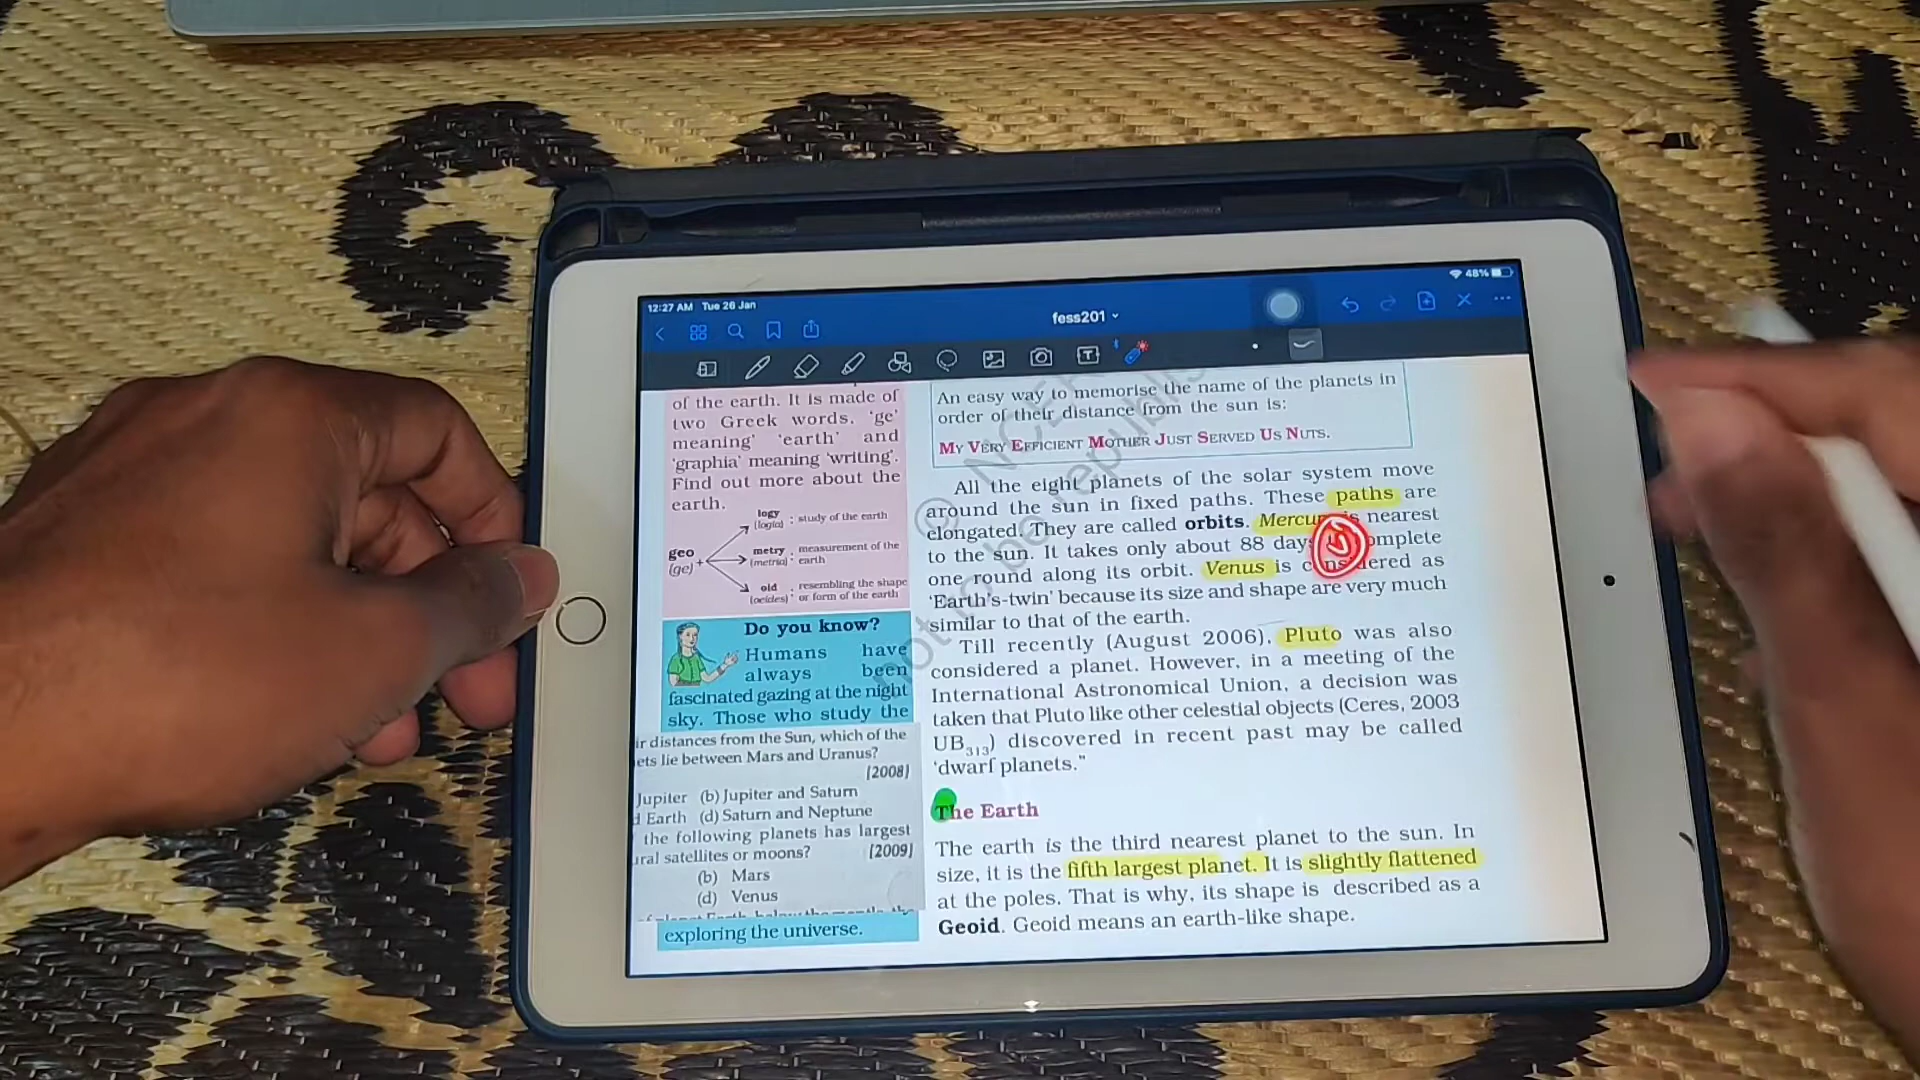 12:27 AM Tue 26 Jan
48%
fess201
of the earth. It is made of
two Greek words, 'ge'
meaning' 'earth' and
'graphia' meaning 'writing'.
Find out more about the
earth.
geo
(ge)
logy
(logia) : study of the earth
metry : measurement of the
(metria) earth
oid : resembling the shape
or form of the earth
Do you know?
Humans have
always been
fascinated gazing at the night
sky. Those who study the
ir distances from the Sun, which of the
ets lie between Mars and Uranus?
[2008]
Jupiter (b) Jupiter and Saturn
d Earth (d) Saturn and Neptune
the following planets has largest
ural satellites or moons? [2009]
(b) Mars
(d) Venus
exploring the universe.
An easy way to memorise the name of the planets in
order of their distance from the sun is:
MY VERY EFFICIENT MOTHER JUST SERVED US NUTS.
All the eight planets of the solar system move
around the sun in fixed paths. These paths are
elongated. They are called orbits. Mercury is nearest
to the sun. It takes only about 88 days complete
one round along its orbit. Venus is considered as
'Earth's-twin' because its size and shape are very much
similar to that of the earth.
Till recently (August 2006), Pluto was also
considered a planet. However, in a meeting of the
International Astronomical Union, a decision was
taken that Pluto like other celestial objects (Ceres, 2003
UB313) discovered in recent past may be called
'dwarf planets."
The Earth
The earth is the third nearest planet to the sun. In
size, it is the fifth largest planet. It is slightly flattened
at the poles. That is why, its shape is described as a
Geoid. Geoid means an earth-like shape.
not to be republis